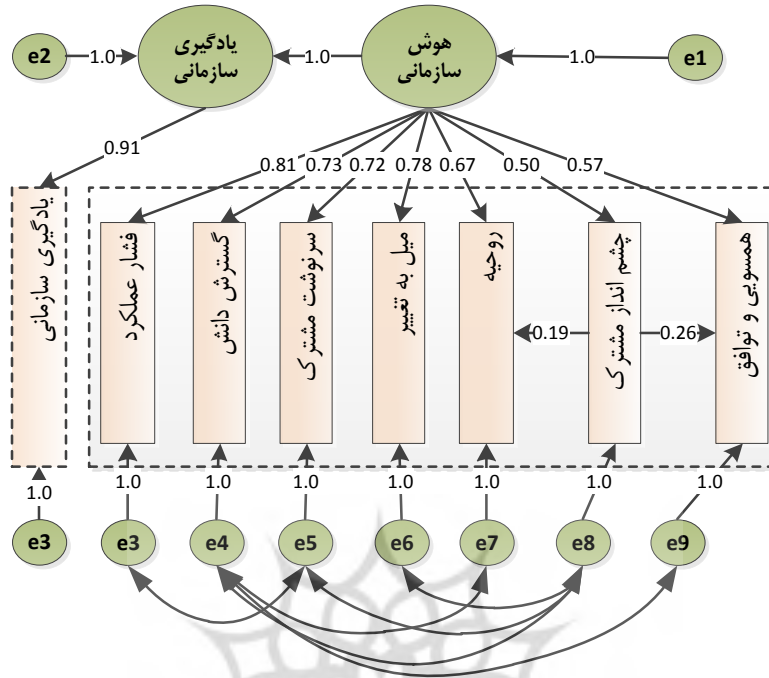 e2
1.0
یادگیری
سازمانی
1.0
هوش
سازمانی
1.0
e1
0.91
0.81
0.73
0.72
0.78
0.67
0.50
0.57
یادگیری سازمانی
فشار عملکرد
گسترش دانش
سرنوشت مشترک
میل به تعییر
روحیه
چشم انداز مشترک
همسویی و توافق
0.19
0.26
1.0
1.0
1.0
1.0
1.0
1.0
1.0
1.0
e3
e3
e4
e5
e6
e7
e8
e9